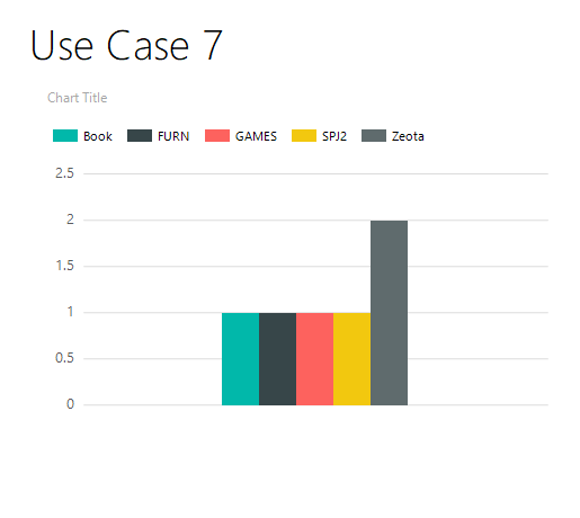 Use Case 7
Chart Title
Book FURN GAMES SPJ2 Zeota
2.5
2
1.5
1
0.5
0